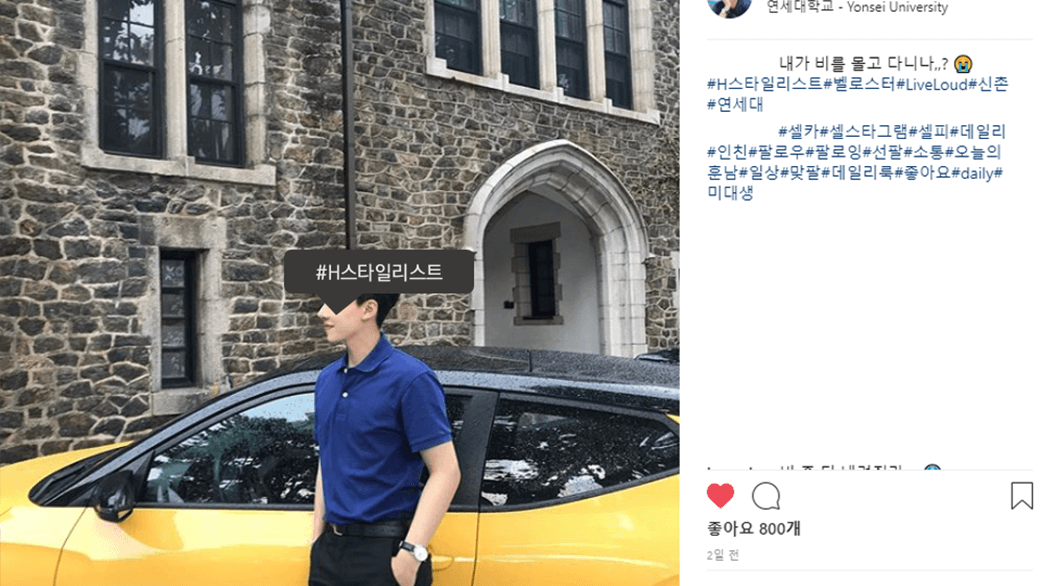 연세대학교 - Yonsei University
내가 비를 몰고 다니나,,? 😭
#H스타일리스트#벨로스터#LiveLoud#신촌
#연세대
#셀카#셀스타그램#셀피#데일리
#인친#팔로우#팔로잉#선팔#소통#오늘의
훈남#일상#맞팔#데일리룩#좋아요#daily#
미대생
#H스타일리스트
좋아요 800개
2일 전